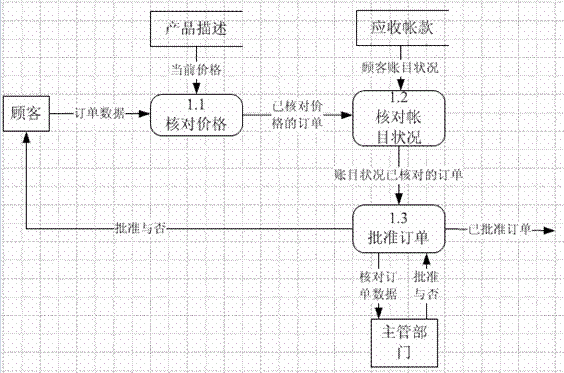 产品描述
应收帐款
当前价格
顾客账目状况
顾客
订单数据
1.1
核对价格
已核对价
格的订单
1.2
核对帐
目状况
账目状况已核对的订单
批准与否
1.3
批准订单
已批准订单
核对订
单数据
批准
与否
主管部
门